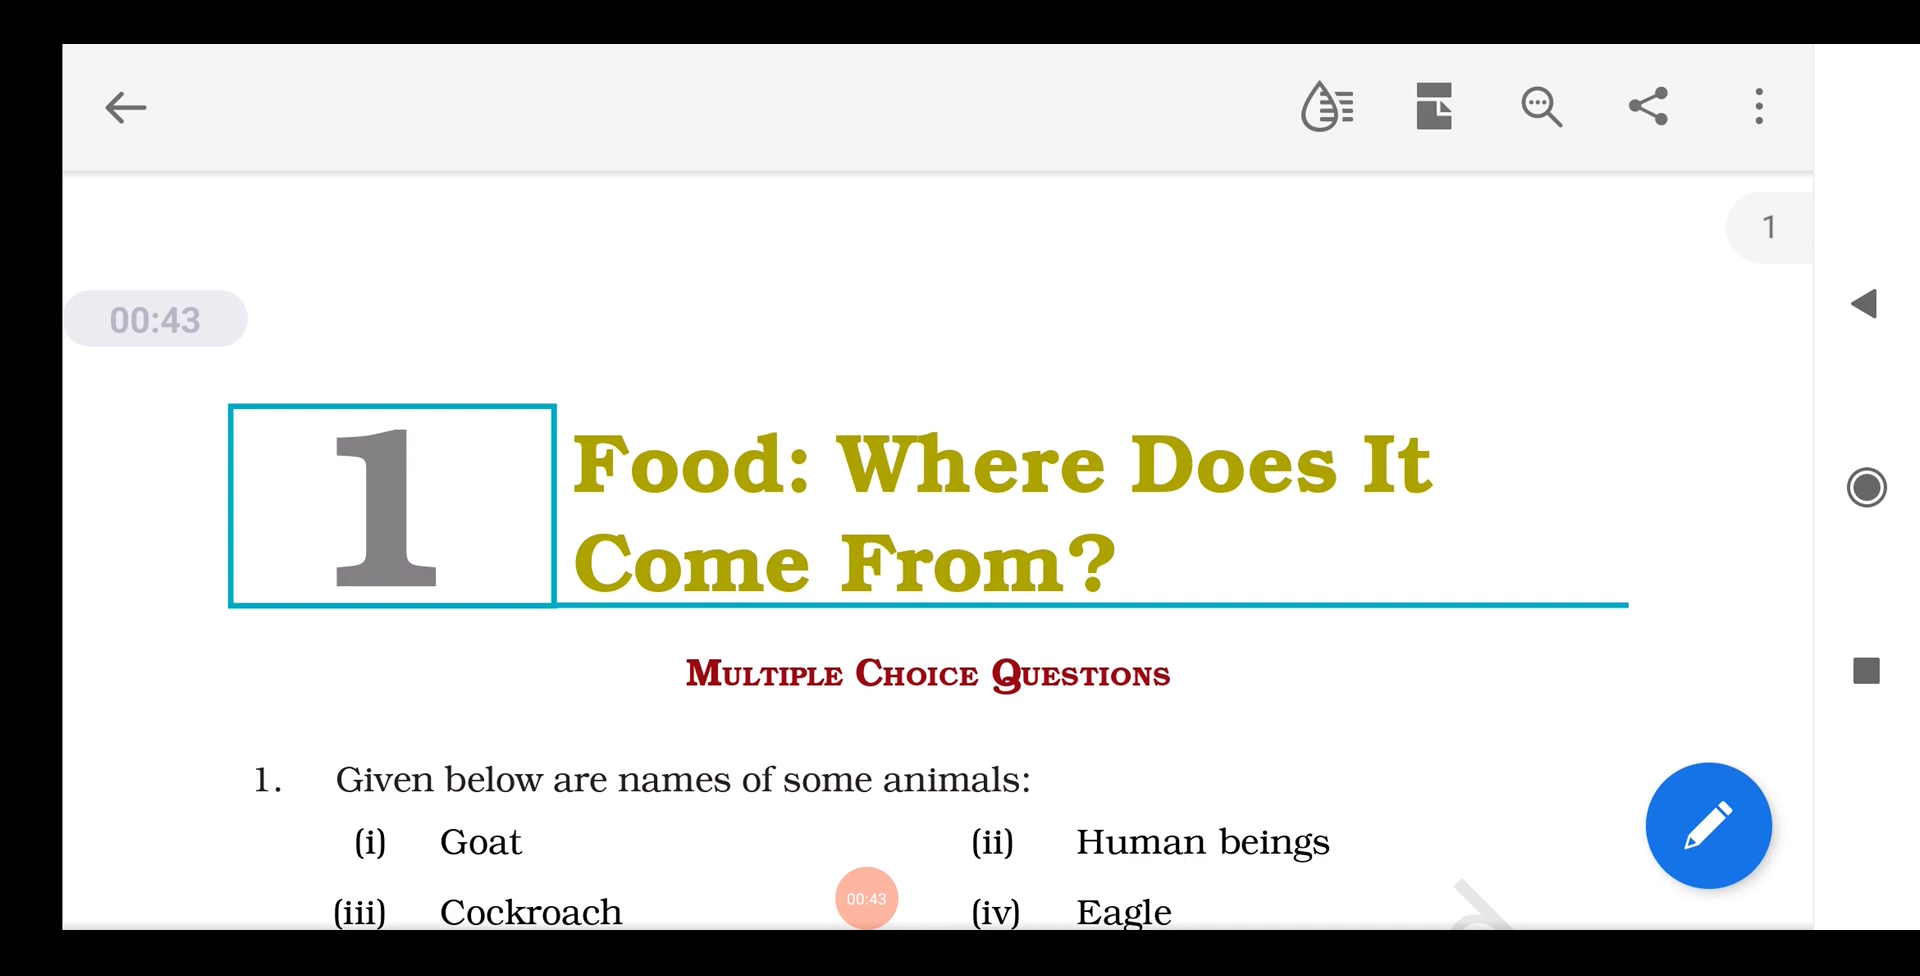 1
00:43
1 Food: Where Does It
Come From?
Multiple Choice Questions
1. Given below are names of some animals:
(i) Goat (ii) Human beings
(iii) Cockroach (iv) Eagle
00:43